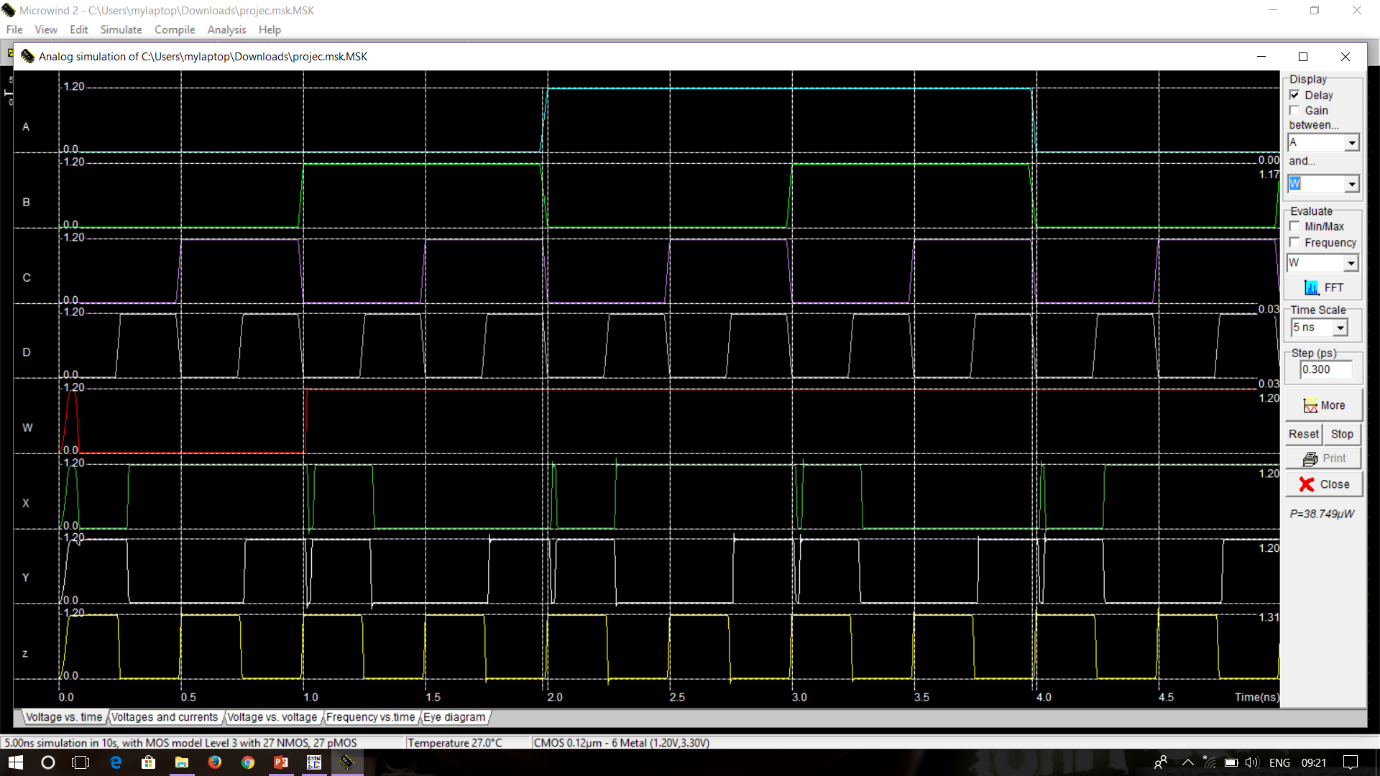 Microwind 2 - C:\Users\mylaptop\Downloads\projec.msk.MSK
File View Edit Simulate Compile Analysis Help
Analog simulation of C:\Users\mylaptop\Downloads\projec.msk.MSK
A
1.20
0.0
B
1.20
0.0
C
1.20
0.0
D
1.20
0.0
W
1.20
0.0
X
1.20
0.0
Y
1.20
0.0
Z
1.20
0.0
0.00
1.17
0.03
0.03
1.20
1.20
1.20
1.31
0.0 0.5 1.0 1.5 2.0 2.5 3.0 3.5 4.0 4.5 Time(ns)
Display
Delay
Gain
between...
A
and...
W
Evaluate
Min/Max
Frequency
W
FFT
Time Scale
5 ns
Step (ps)
0.300
More
Reset Stop
Print
Close
P=38.749µW
Voltage vs. time Voltages and currents Voltage vs. voltage Frequency vs.time Eye diagram
5.00ns simulation in 10s, with MOS model Level 3 with 27 NMOS, 27 pMOS Temperature 27.0°C CMOS 0.12µm - 6 Metal (1.20V,3.30V)
ENG 09:21